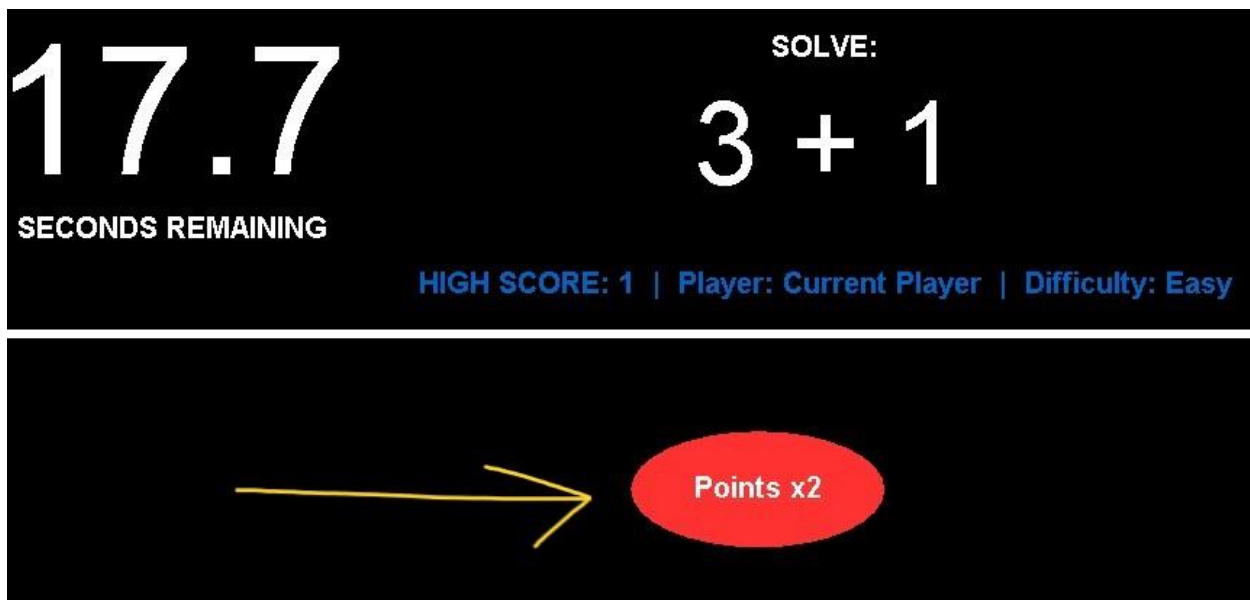 17.7
SECONDS REMAINING
SOLVE:
3 + 1
HIGH SCORE: 1 | Player: Current Player | Difficulty: Easy
Points x2